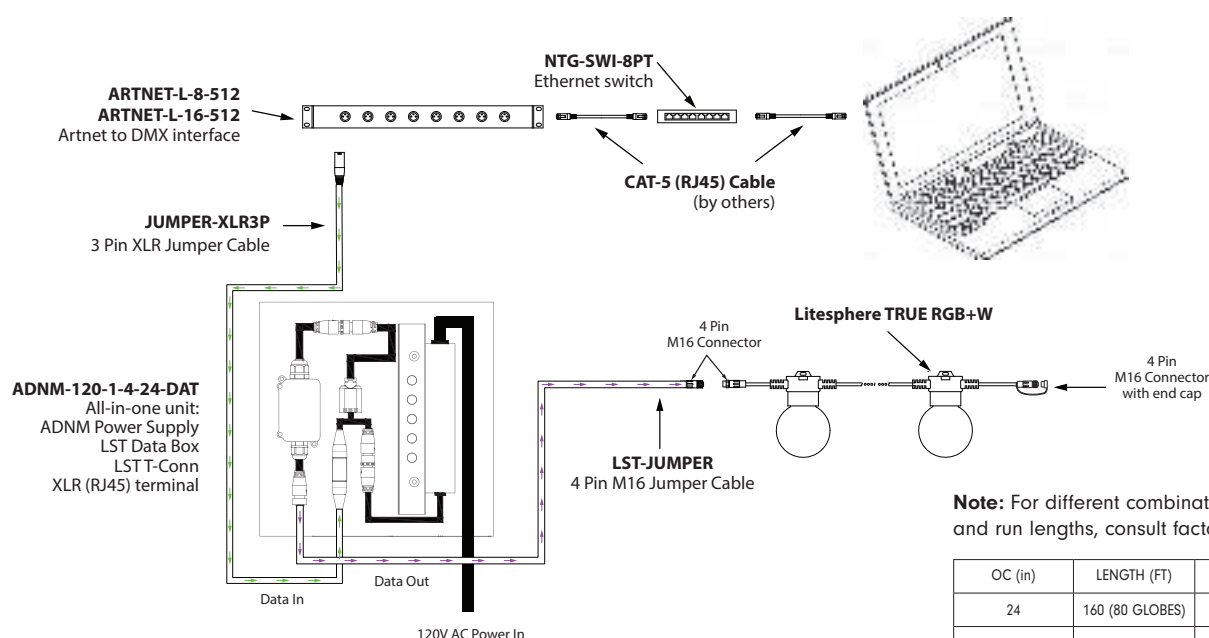 NTG-SWI-8PT
Ethernet switch
ARTNET-L-8-512
ARTNET-L-16-512
Artnet to DMX interface
CAT-5 (RJ45) Cable
(by others)
JUMPER-XLR3P
3 Pin XLR Jumper Cable
Litesphere TRUE RGB+W
4 Pin
M16 Connector
4 Pin
M16 Connector
with end cap
ADNM-120-1-4-24-DAT
All-in-one unit:
ADNM Power Supply
LST Data Box
LST T-Conn
XLR (RJ45) terminal
LST-JUMPER
4 Pin M16 Jumper Cable
Data Out
Data In
120V AC Power In
Note: For different combinat
and run lengths, consult fact
OC (in) LENGTH (FT)
24 160 (80 GLOBES)